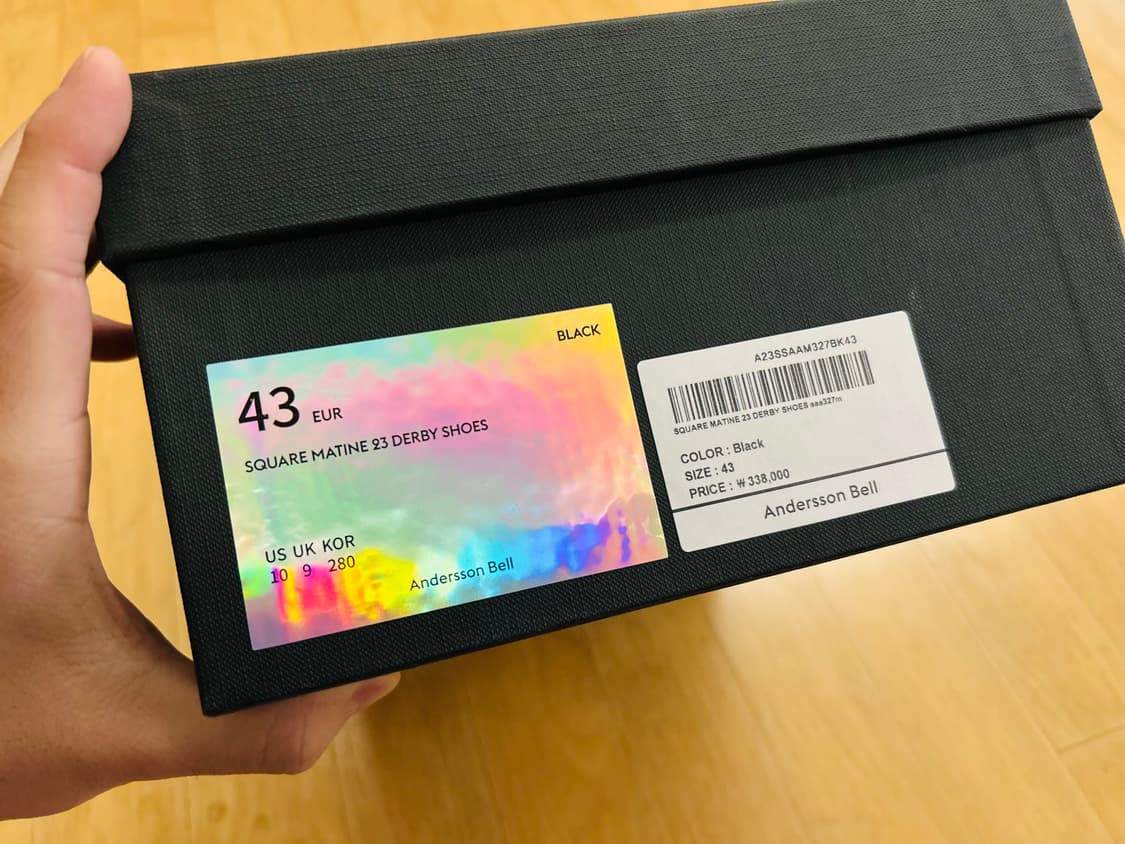 BLACK
43 EUR
SQUARE MATINE 23 DERBY SHOES
US UK KOR
10 9 280
Andersson Bell
A23SSAAM327BK43
SQUARE MATINE 23 DERBY SHOES aaa327m
COLOR : Black
SIZE : 43
PRICE : ₩ 338,000
Andersson Bell